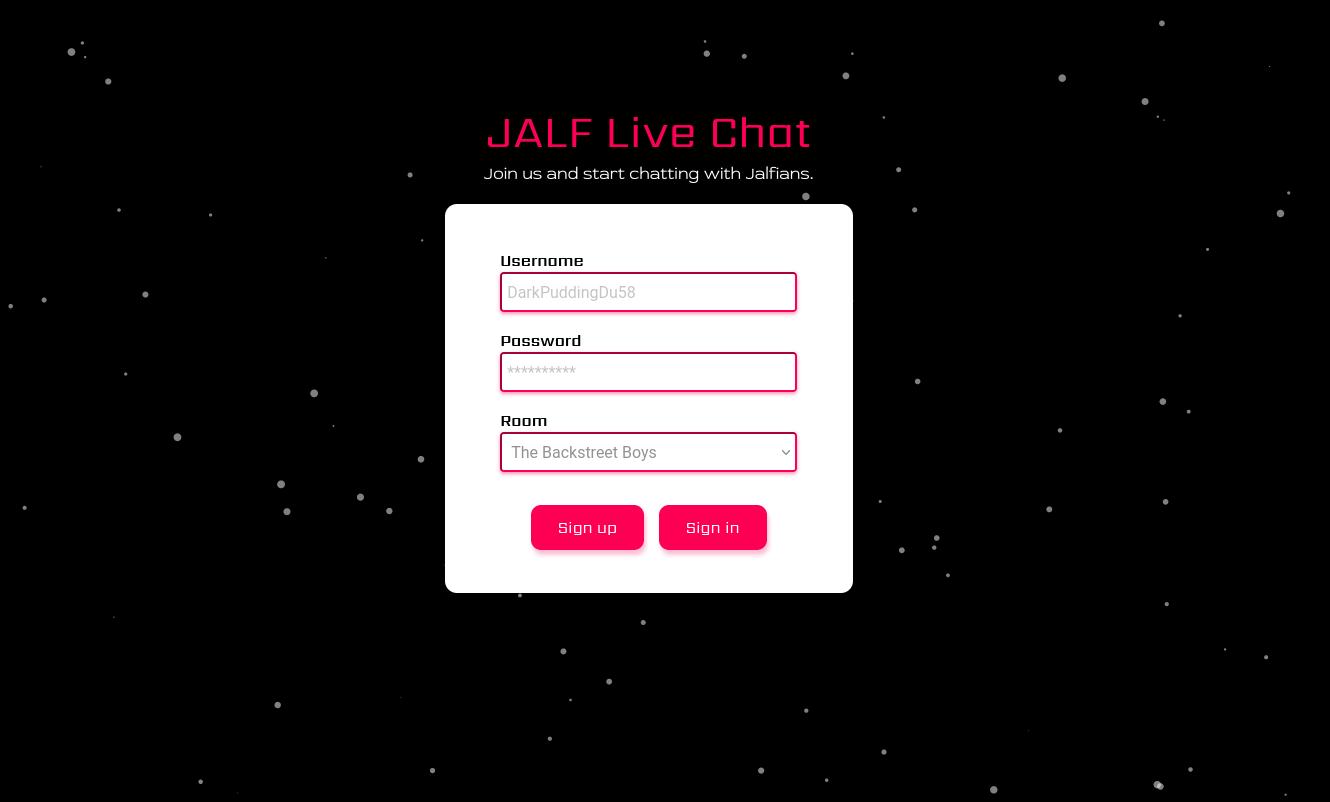 JALF Live Chat
Join us and start chatting with Jalfians.
Username
DarkPuddingDu58
Password
**********
Room
The Backstreet Boys
Sign up Sign in